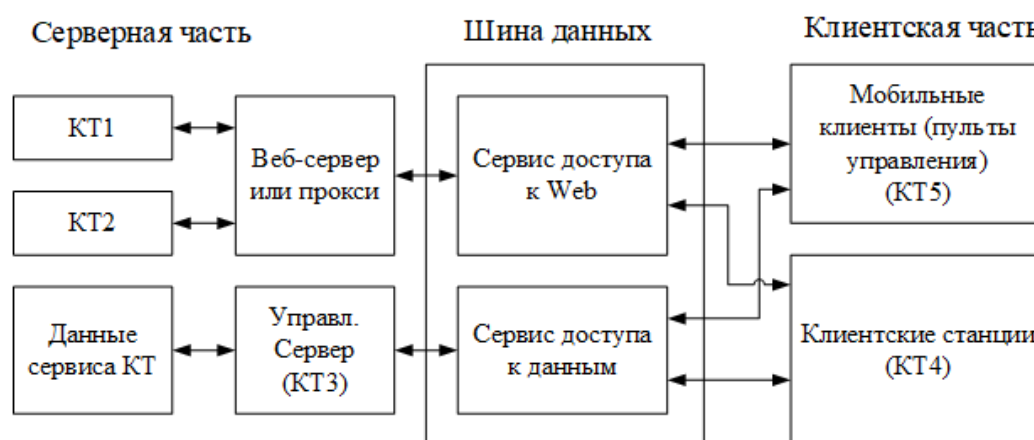 Серверная часть
Шина данных
Клиентская часть
КТ1
КТ2
Данные
сервиса КТ
Веб-сервер
или прокси
Управл.
Сервер
(КТ3)
Сервис доступа
к Web
Сервис доступа
к данным
Мобильные
клиенты (пульты
управления)
(КТ5)
Клиентские станции
(КТ4)